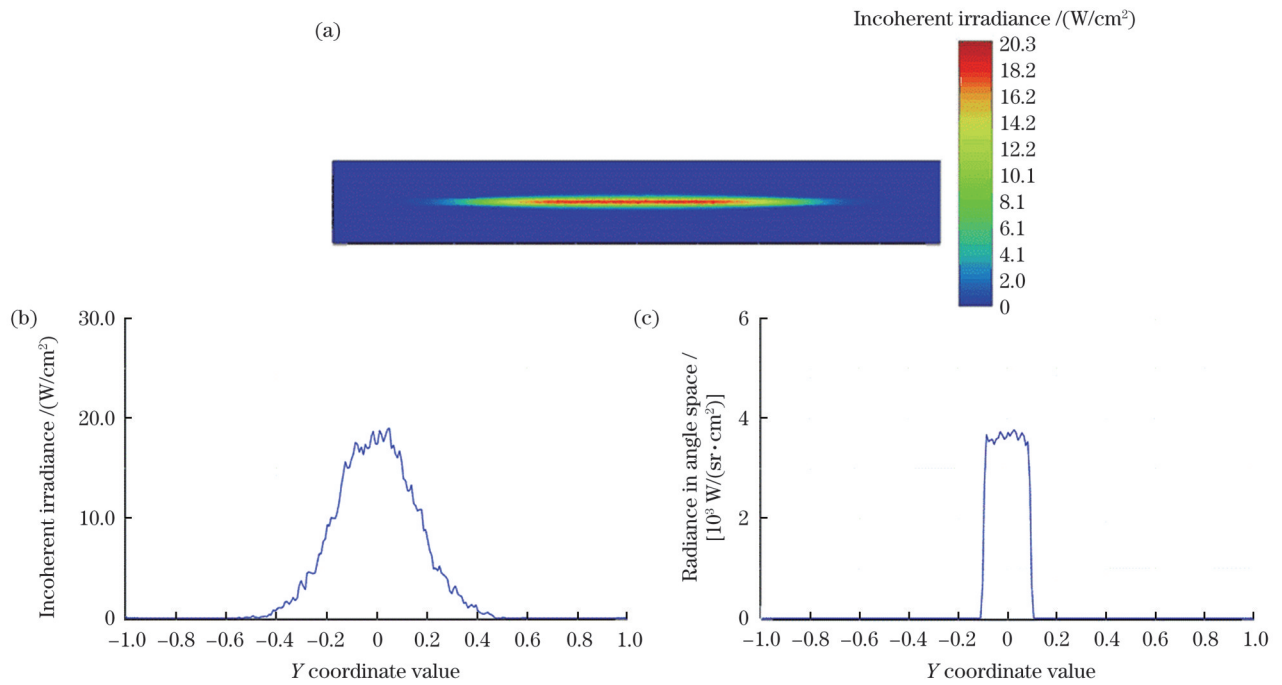 (a)
Incoherent irradiance /(W/cm²)
20.3
18.2
16.2
14.2
12.2
10.1
8.1
6.1
4.1
2.0
0
(b)
Incoherent irradiance /(W/cm²)
30.0
20.0
10.0
0
−1.0 −0.8 −0.6 −0.4 −0.2 0 0.2 0.4 0.6 0.8 1.0
Y coordinate value
(c)
Radiance in angle space /
[10³ W/(sr·cm²)]
6
4
2
0
−1.0 −0.8 −0.6 −0.4 −0.2 0 0.2 0.4 0.6 0.8 1.0
Y coordinate value